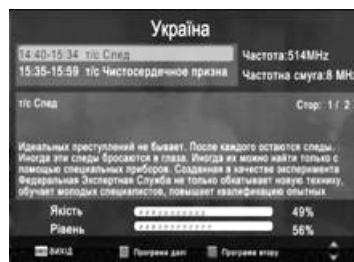 Україна
14:40-15:34 т/с След
Частота:514MHz
15:35-15:59 т/с Чистосердечное призна
Частотна смуга:8 MHz
т/с След
Стор: 1/ 2
Идеальных преступлений не бывает. После каждого остаются следы.
Иногда эти следы бросаются в глаза. Иногда их можно найти только с
помощью специальных приборов. Созданная в качестве эксперимента
Федеральная Экспертная Служба не только обкатывает новую технику,
обучает молодых специалистов, повышает квалификацию опытных
Якість 49%
Рівень 56%
ВИХІД Програма далі Програма вгору